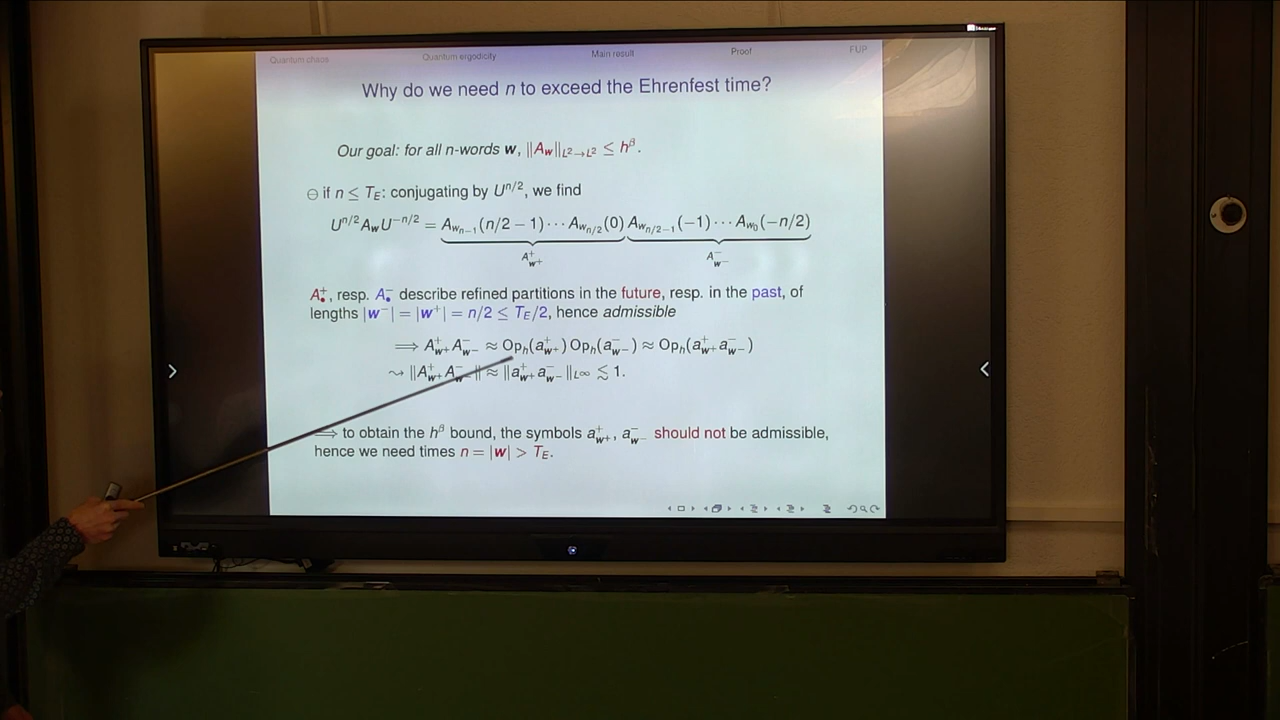 Quantum chaos Quantum ergodicity Main result Proof FUP
Why do we need n to exceed the Ehrenfest time?
Our goal: for all n-words w, ‖A_w‖_{L²→L²} ≤ h^β.
⊖ if n ≤ T_E: conjugating by U^{n/2}, we find
U^{n/2} A_w U^{-n/2} = A_{w_{n-1}}(n/2 − 1) ⋯ A_{w_{n/2}}(0) A_{w_{n/2-1}}(−1) ⋯ A_{w_0}(−n/2)
A^+_{w^+} A^-_{w^-}
A^+_•, resp. A^-_• describe refined partitions in the future, resp. in the past, of
lengths |w^-| = |w^+| = n/2 ≤ T_E/2, hence admissible
⟹ A^+_{w^+} A^-_{w^-} ≈ Op_h(a^+_{w^+}) Op_h(a^-_{w^-}) ≈ Op_h(a^+_{w^+} a^-_{w^-})
⇝ ‖A^+_{w^+} A^-_{w^-}‖ ≈ ‖a^+_{w^+} a^-_{w^-}‖_{L^∞} ≲ 1.
⟹ to obtain the h^β bound, the symbols a^+_{w^+}, a^-_{w^-} should not be admissible,
hence we need times n = |w| > T_E.